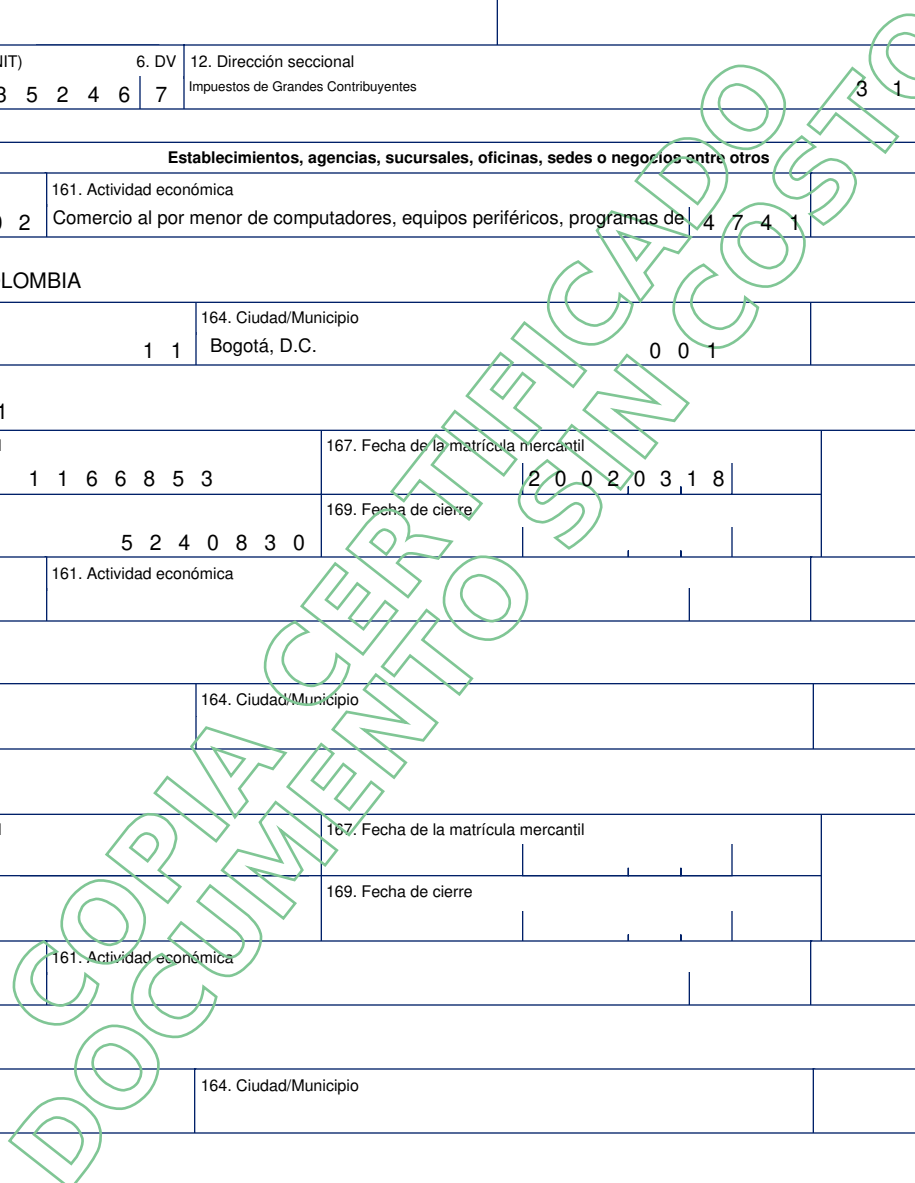 6. DV 12. Dirección seccional
5 2 4 6 7 Impuestos de Grandes Contribuyentes 3 1
Establecimientos, agencias, sucursales, oficinas, sedes o negocios entre otros
161. Actividad económica
2 Comercio al por menor de computadores, equipos periféricos, programas de 4 7 4 1
LOMBIA
164. Ciudad/Municipio
1 1 Bogotá, D.C. 0 0 1
1
167. Fecha de la matrícula mercantil
1 1 6 6 8 5 3 2 0 0 2 0 3 1 8
169. Fecha de cierre
5 2 4 0 8 3 0
161. Actividad económica
164. Ciudad/Municipio
167. Fecha de la matrícula mercantil
169. Fecha de cierre
161. Actividad económica
164. Ciudad/Municipio
COPIA CERTIFICADO
DOCUMENTO SIN COSTO